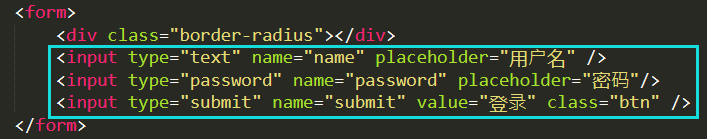 <form>
<div class="border-radius"></div>
<input type="text" name="name" placeholder="用户名" />
<input type="password" name="password" placeholder="密码"/>
<input type="submit" name="submit" value="登录" class="btn" />
</form>